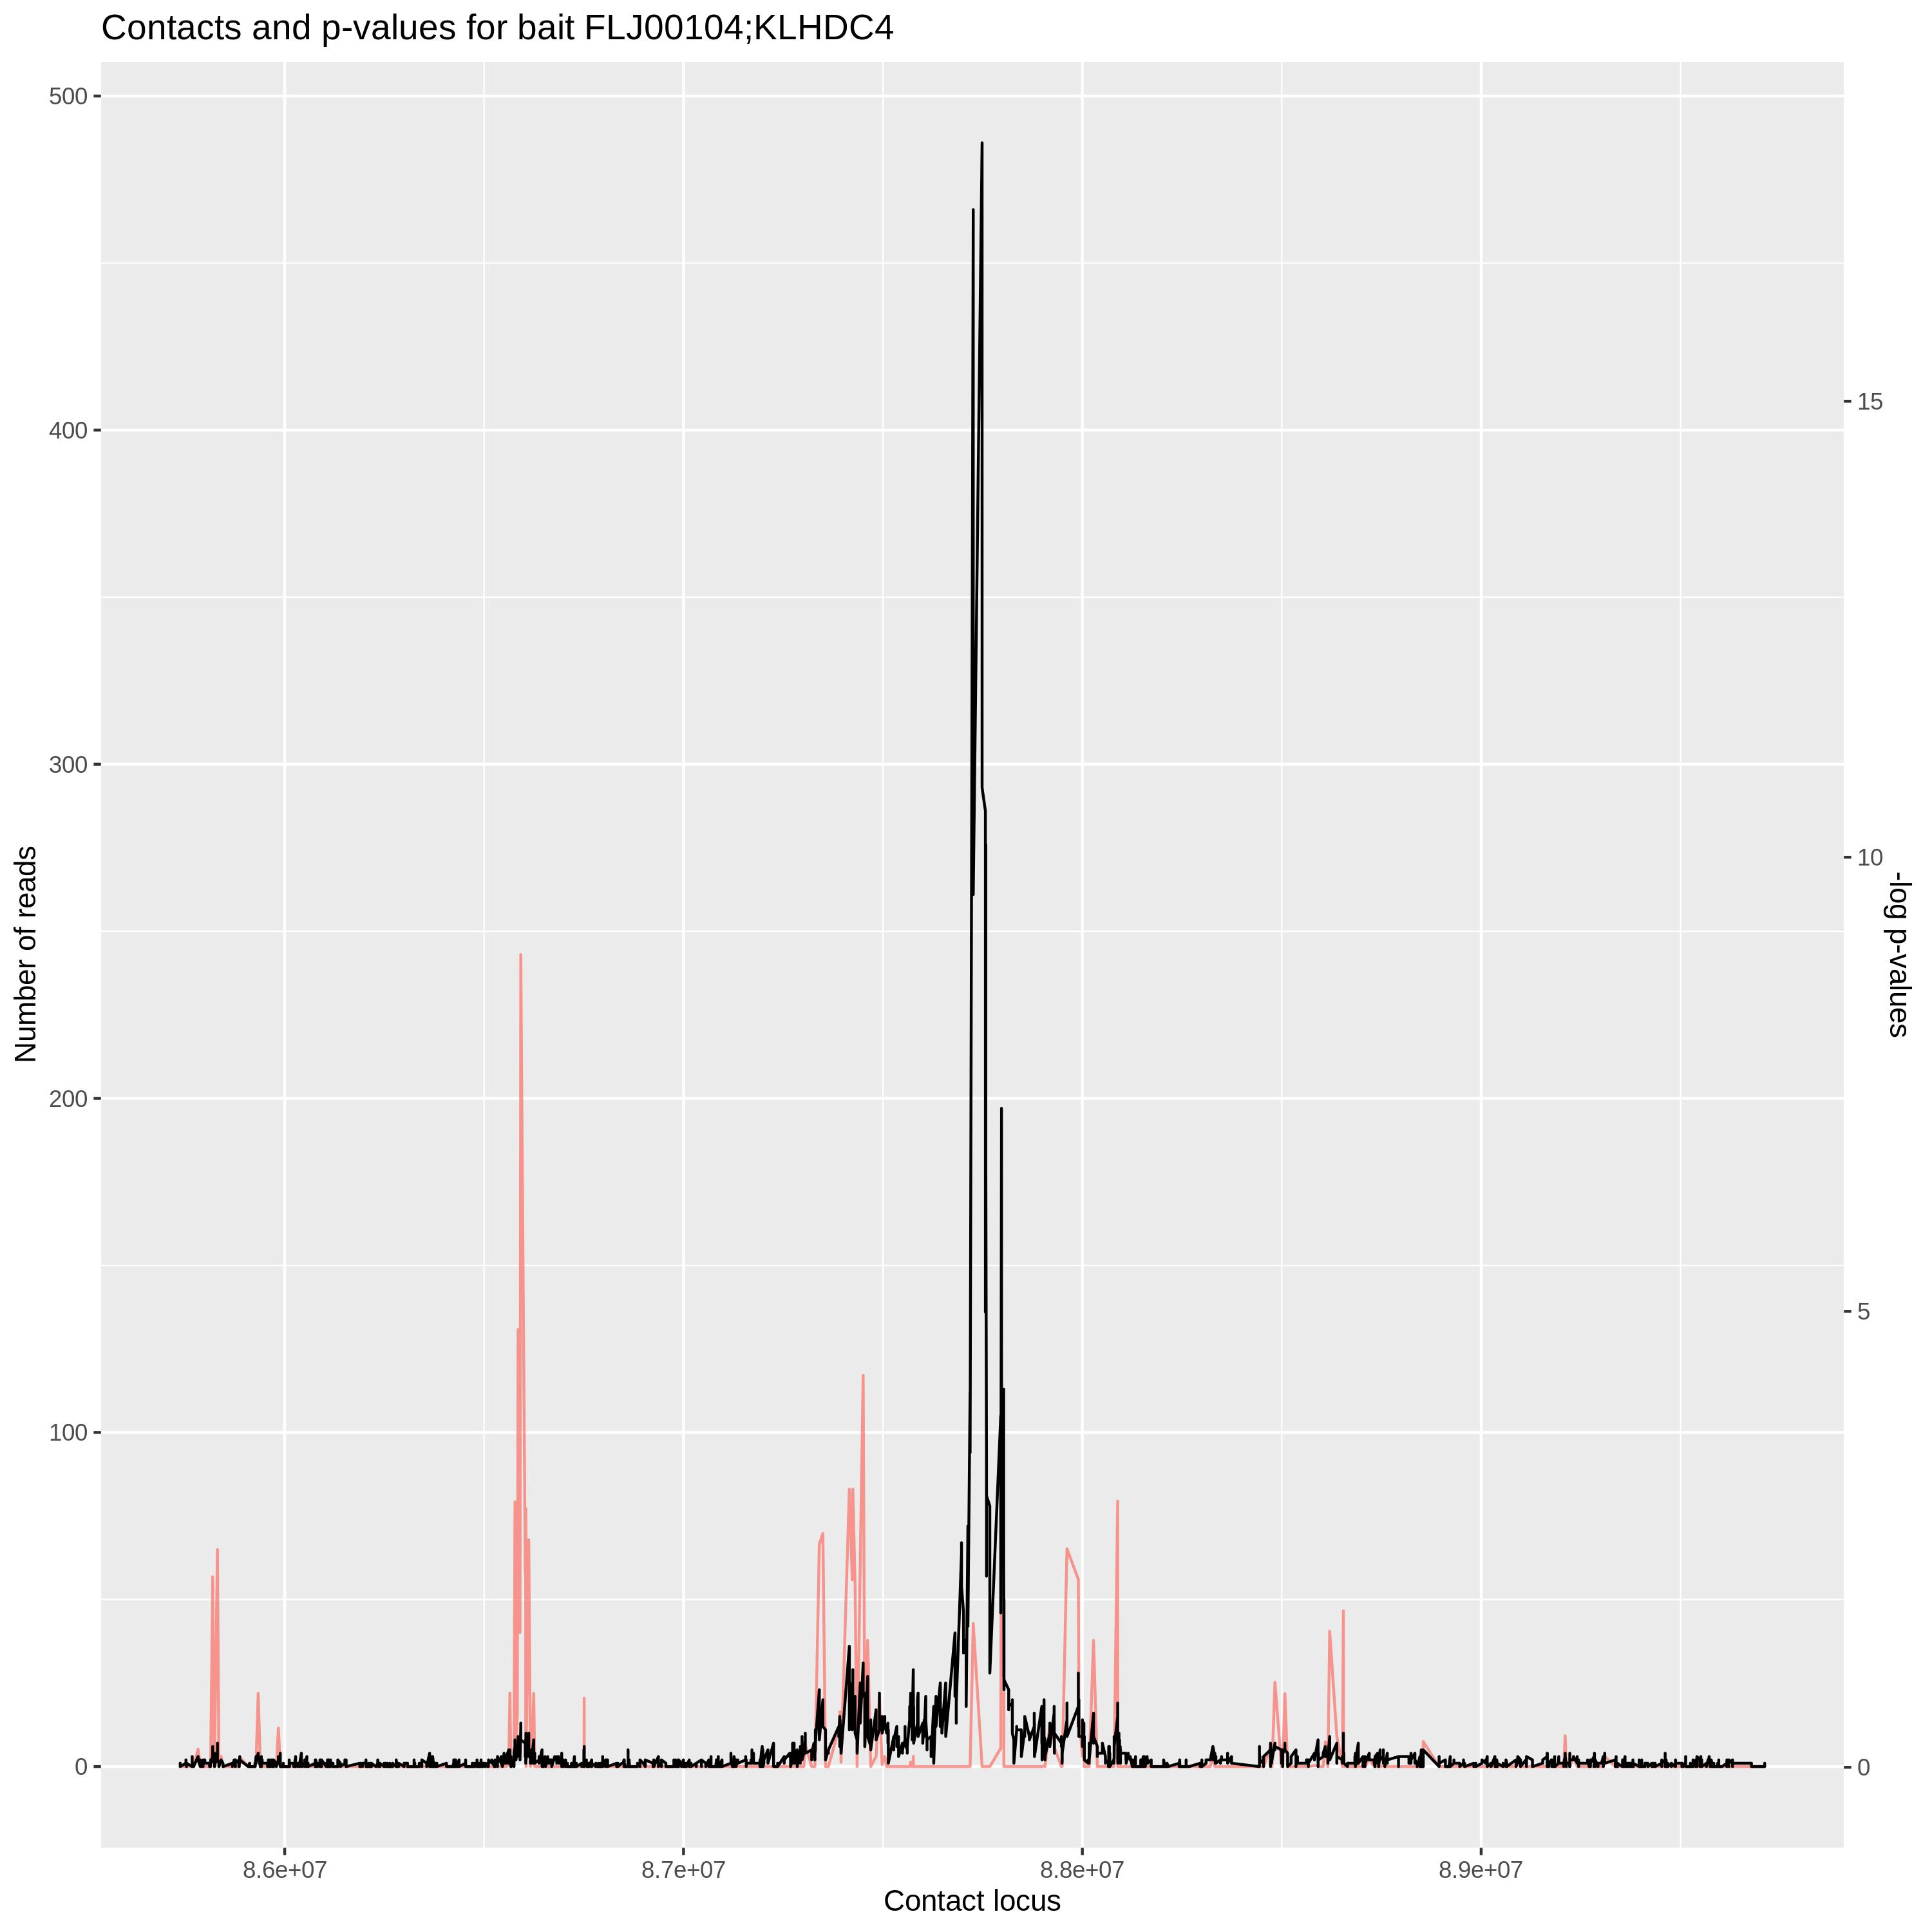 Contacts and p-values for bait FLJ00104;KLHDC4
500
400
300
200
100
0
Number of reads
15
10
5
0
-log p-values
8.6e+07
8.7e+07
8.8e+07
8.9e+07
Contact locus